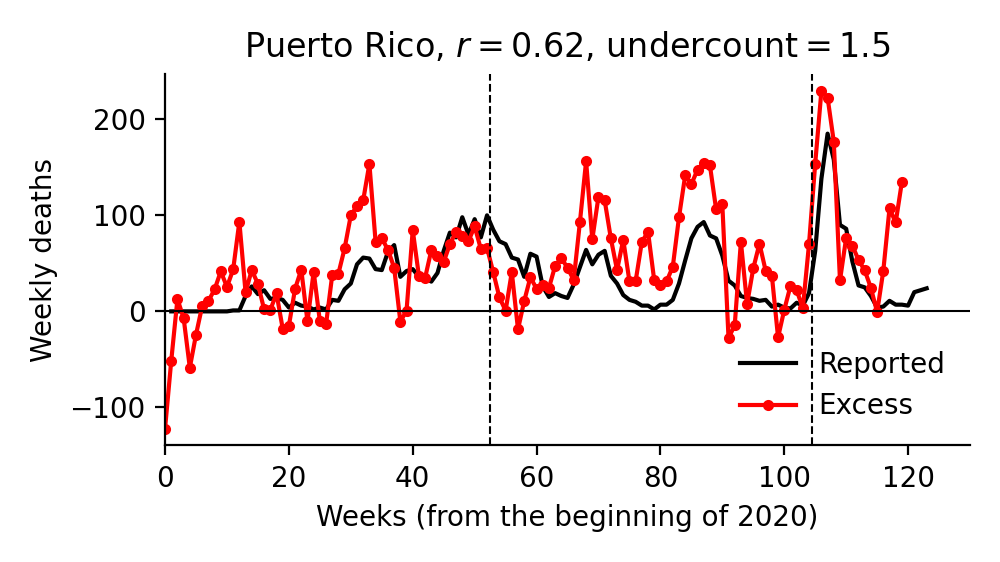 Puerto Rico, r = 0.62, undercount = 1.5
Weekly deaths
200
100
0
−100
Reported
Excess
0 20 40 60 80 100 120
Weeks (from the beginning of 2020)